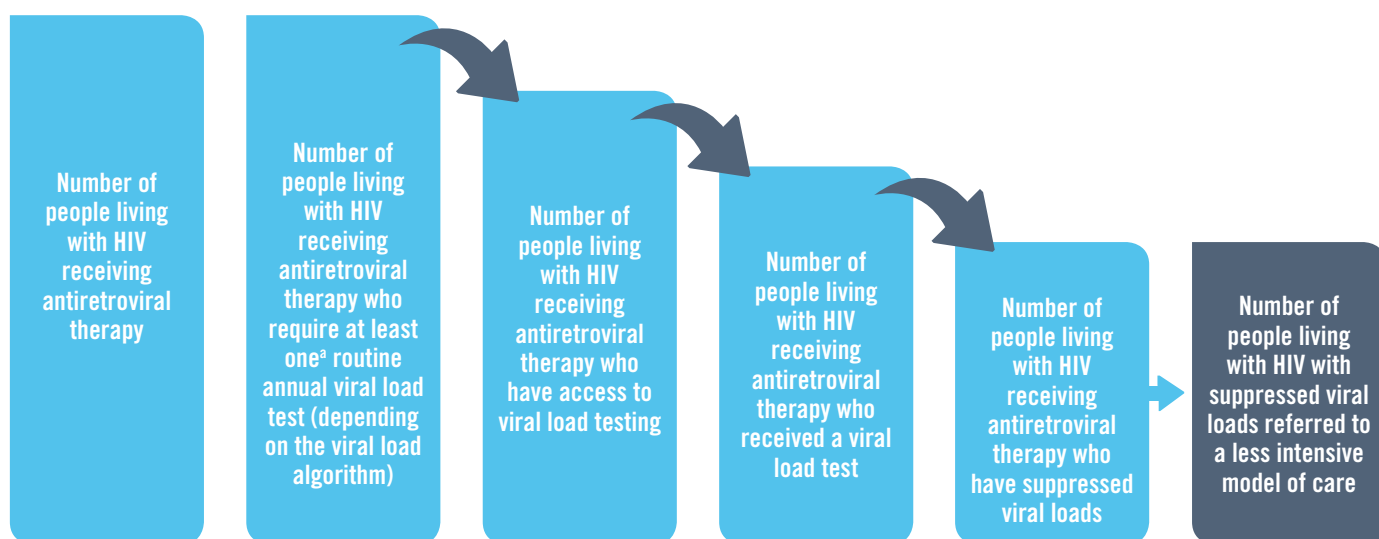 Number of
people living
with HIV
receiving
antiretroviral
therapy
Number of
people living
with HIV
receiving
antiretroviral
therapy who
require at least
oneᵃ routine
annual viral load
test (depending
on the viral load
algorithm)
Number of
people living
with HIV
receiving
antiretroviral
therapy who
have access to
viral load testing
Number of
people living
with HIV
receiving
antiretroviral
therapy who
received a viral
load test
Number of
people living
with HIV
receiving
antiretroviral
therapy who
have suppressed
viral loads
Number of
people living
with HIV with
suppressed viral
loads referred to
a less intensive
model of care